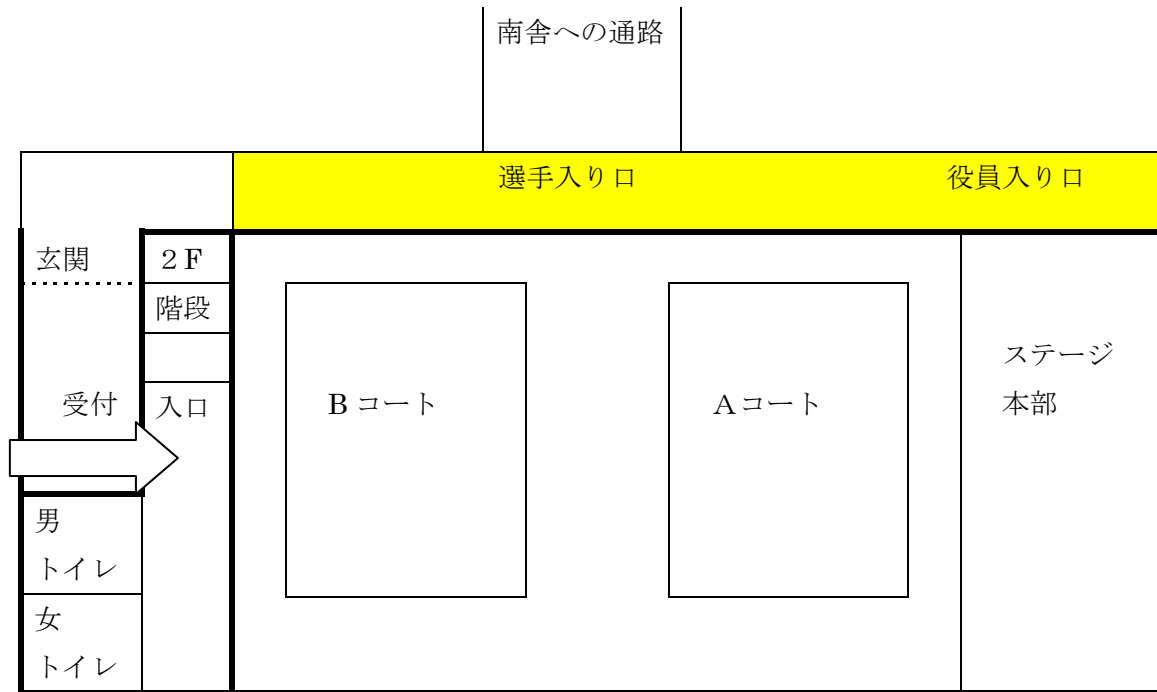 南舎への通路
選手入り口
役員入り口
玄関
２Ｆ
階段
ステージ
本部
受付
入口
Ｂコート
Ａコート
男
トイレ
女
トイレ